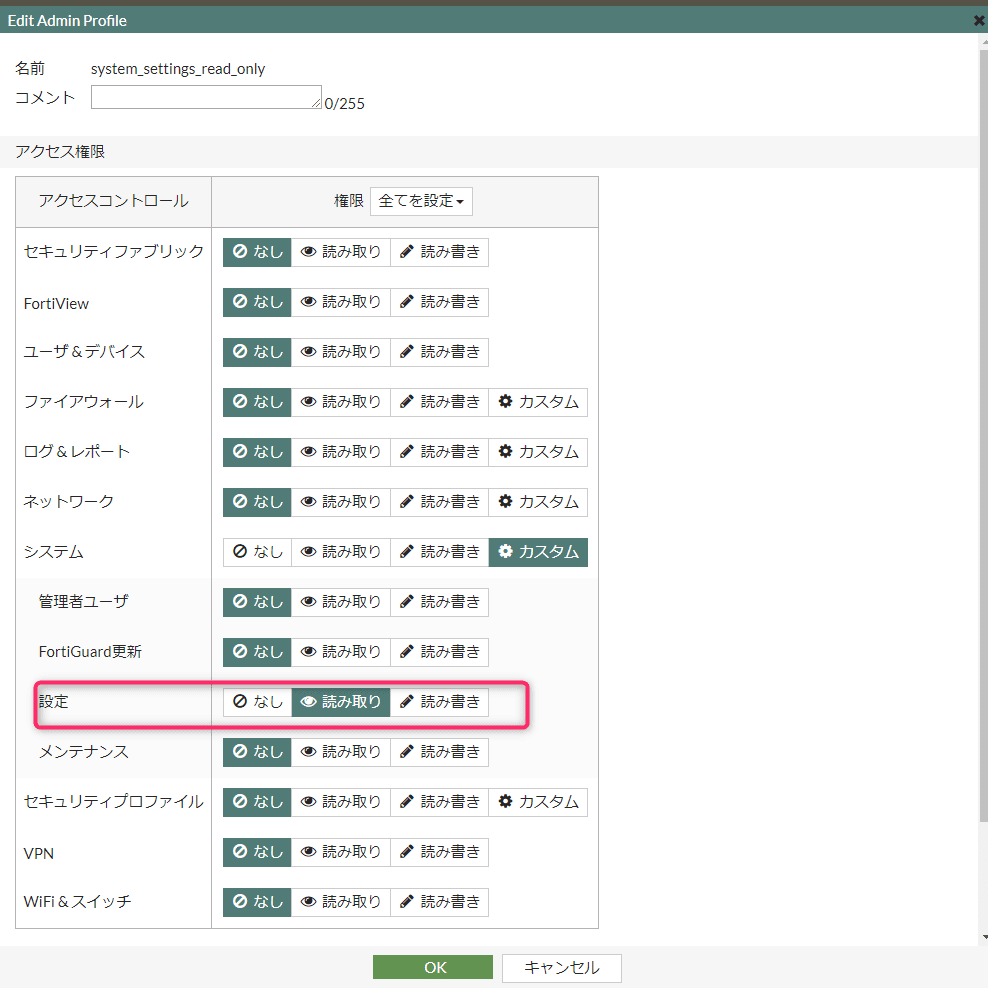 Edit Admin Profile
名前 system_settings_read_only
コメント 0/255
アクセス権限
アクセスコントロール 権限 全てを設定
セキュリティファブリック なし 読み取り 読み書き
FortiView なし 読み取り 読み書き
ユーザ＆デバイス なし 読み取り 読み書き
ファイアウォール なし 読み取り 読み書き カスタム
ログ＆レポート なし 読み取り 読み書き カスタム
ネットワーク なし 読み取り 読み書き カスタム
システム なし 読み取り 読み書き カスタム
管理者ユーザ なし 読み取り 読み書き
FortiGuard更新 なし 読み取り 読み書き
設定 なし 読み取り 読み書き
メンテナンス なし 読み取り 読み書き
セキュリティプロファイル なし 読み取り 読み書き カスタム
VPN なし 読み取り 読み書き
WiFi＆スイッチ なし 読み取り 読み書き
OK キャンセル